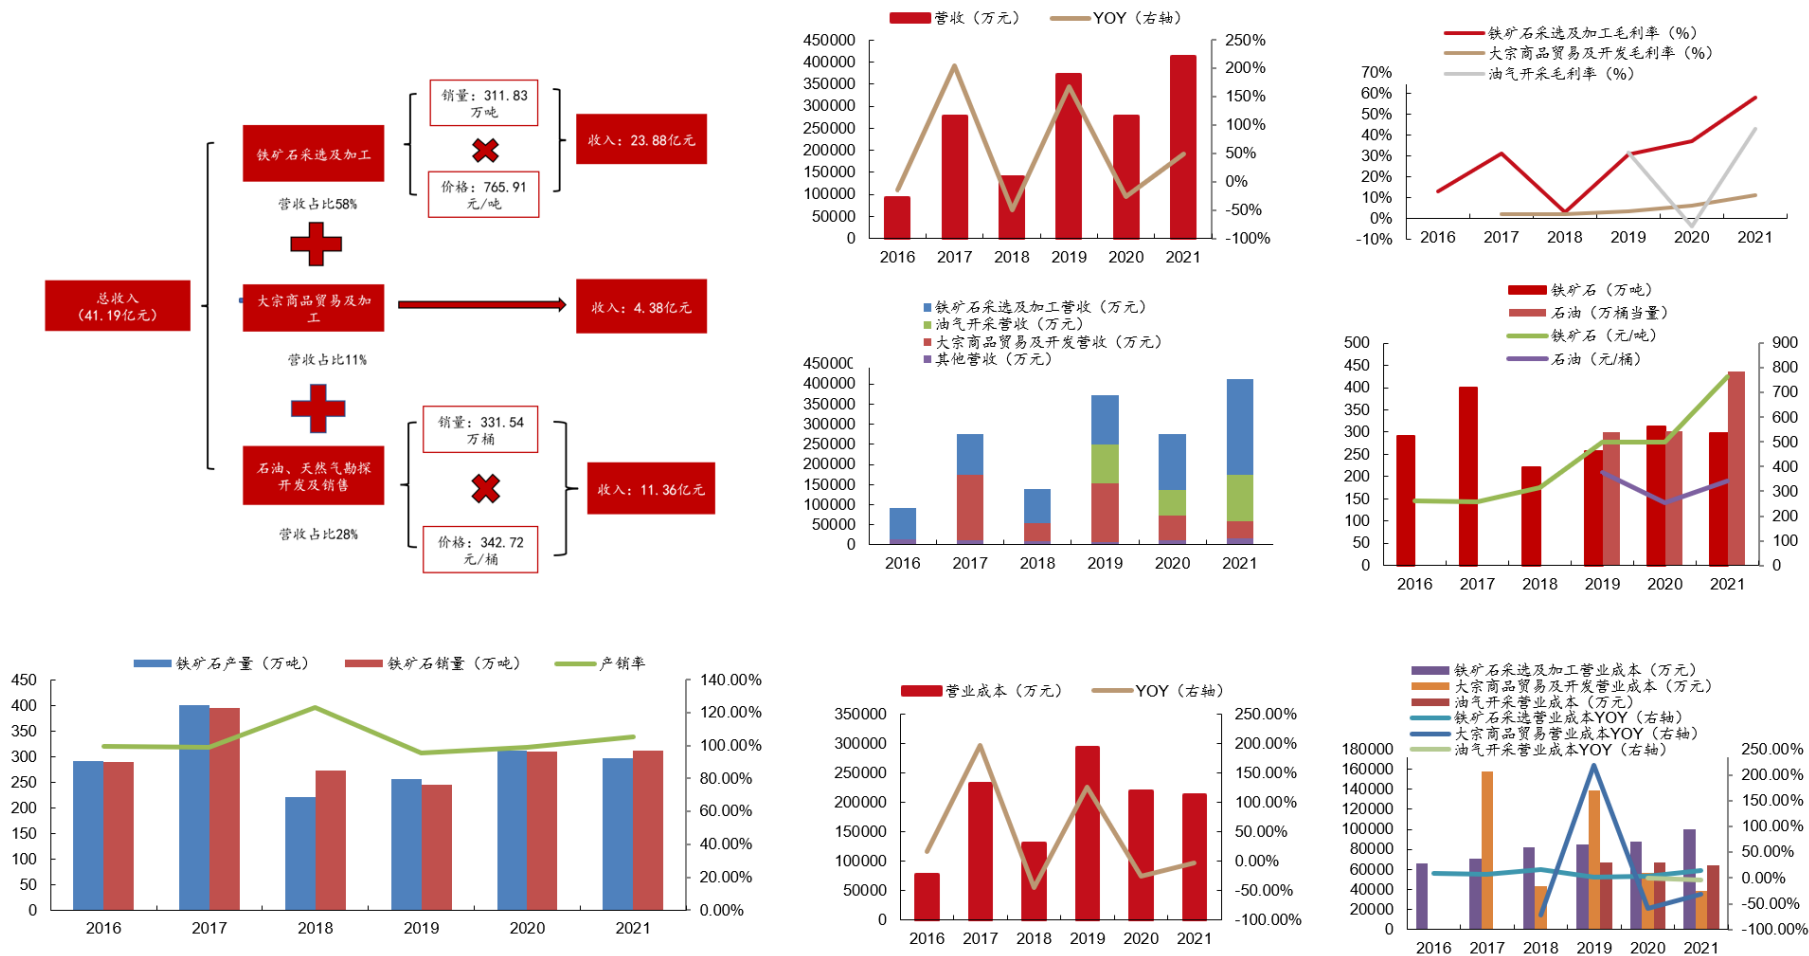 总收入
（41.19亿元）
铁矿石采选及加工
营收占比58%
大宗商品贸易及加
工
营收占比11%
石油、天然气勘探
开发及销售
营收占比28%
销量：311.83
万吨
价格：765.91
元/吨
收入：23.88亿元
收入：4.38亿元
销量：331.54
万桶
价格：342.72
元/桶
收入：11.36亿元
营收（万元）
YOY（右轴）
450000
400000
350000
300000
250000
200000
150000
100000
50000
0
250%
200%
150%
100%
50%
0%
-50%
-100%
2016 2017 2018 2019 2020 2021
铁矿石采选及加工毛利率（%）
大宗商品贸易及开发毛利率（%）
油气开采毛利率（%）
70%
60%
50%
40%
30%
20%
10%
0%
-10%
2016 2017 2018 2019 2020 2021
铁矿石采选及加工营收（万元）
油气开采营收（万元）
大宗商品贸易及开发营收（万元）
其他营收（万元）
450000
400000
350000
300000
250000
200000
150000
100000
50000
0
2016 2017 2018 2019 2020 2021
铁矿石（万吨）
石油（万桶当量）
铁矿石（元/吨）
石油（元/桶）
500
450
400
350
300
250
200
150
100
50
0
900
800
700
600
500
400
300
200
100
0
2016 2017 2018 2019 2020 2021
铁矿石产量（万吨）
铁矿石销量（万吨）
产销率
450
400
350
300
250
200
150
100
50
0
140.00%
120.00%
100.00%
80.00%
60.00%
40.00%
20.00%
0.00%
2016 2017 2018 2019 2020 2021
营业成本（万元）
YOY（右轴）
350000
300000
250000
200000
150000
100000
50000
0
250.00%
200.00%
150.00%
100.00%
50.00%
0.00%
-50.00%
-100.00%
2016 2017 2018 2019 2020 2021
铁矿石采选及加工营业成本（万元）
大宗商品贸易及开发营业成本（万元）
油气开采营业成本（万元）
铁矿石采选营业成本YOY（右轴）
大宗商品贸易营业成本YOY（右轴）
油气开采营业成本YOY（右轴）
180000
160000
140000
120000
100000
80000
60000
40000
20000
0
250.00%
200.00%
150.00%
100.00%
50.00%
0.00%
-50.00%
-100.00%
2016 2017 2018 2019 2020 2021